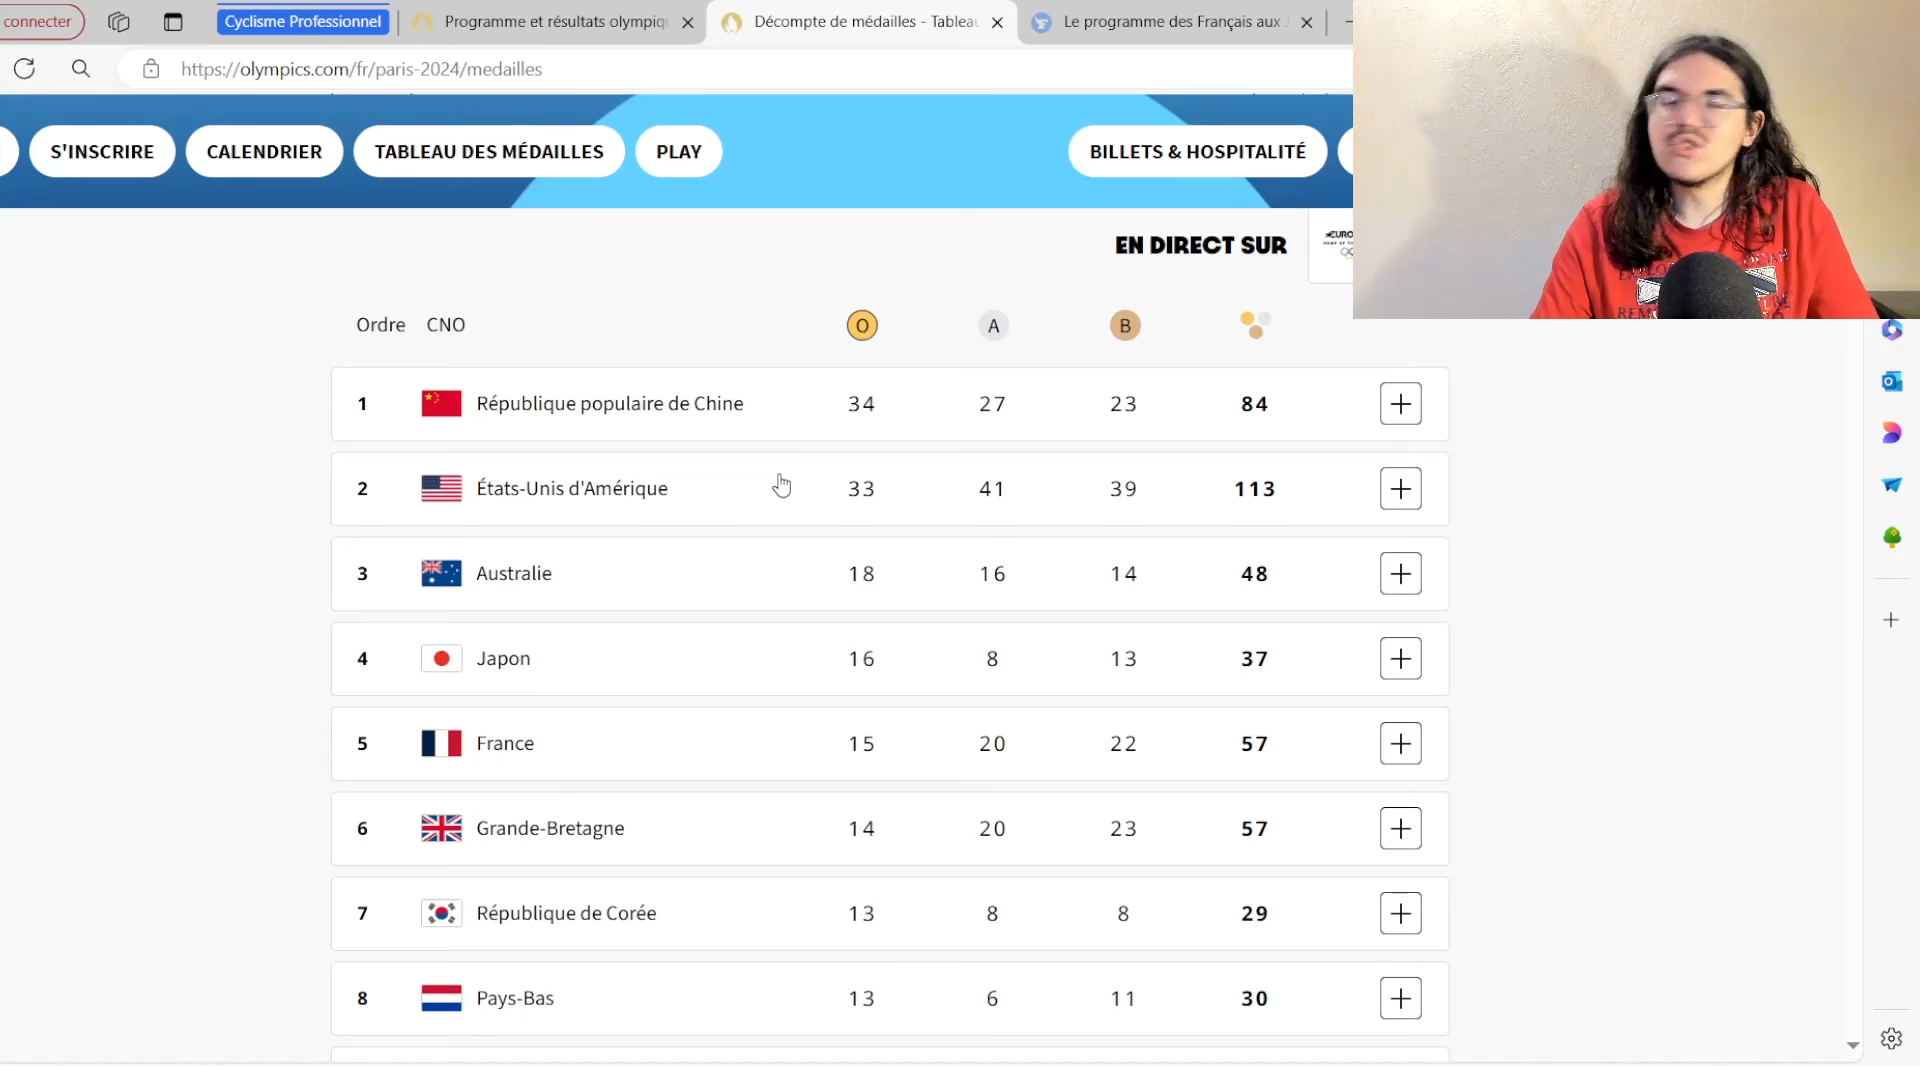 connecter
Cyclisme Professionnel
Programme et résultats olympiq
Décompte de médailles - Tableau
Le programme des Français aux J
https://olympics.com/fr/paris-2024/medailles
S'INSCRIRE
CALENDRIER
TABLEAU DES MÉDAILLES
PLAY
BILLETS & HOSPITALITÉ
EN DIRECT SUR
EURO
Ordre CNO O A B
1 République populaire de Chine 34 27 23 84
2 États-Unis d'Amérique 33 41 39 113
3 Australie 18 16 14 48
4 Japon 16 8 13 37
5 France 15 20 22 57
6 Grande-Bretagne 14 20 23 57
7 République de Corée 13 8 8 29
8 Pays-Bas 13 6 11 30